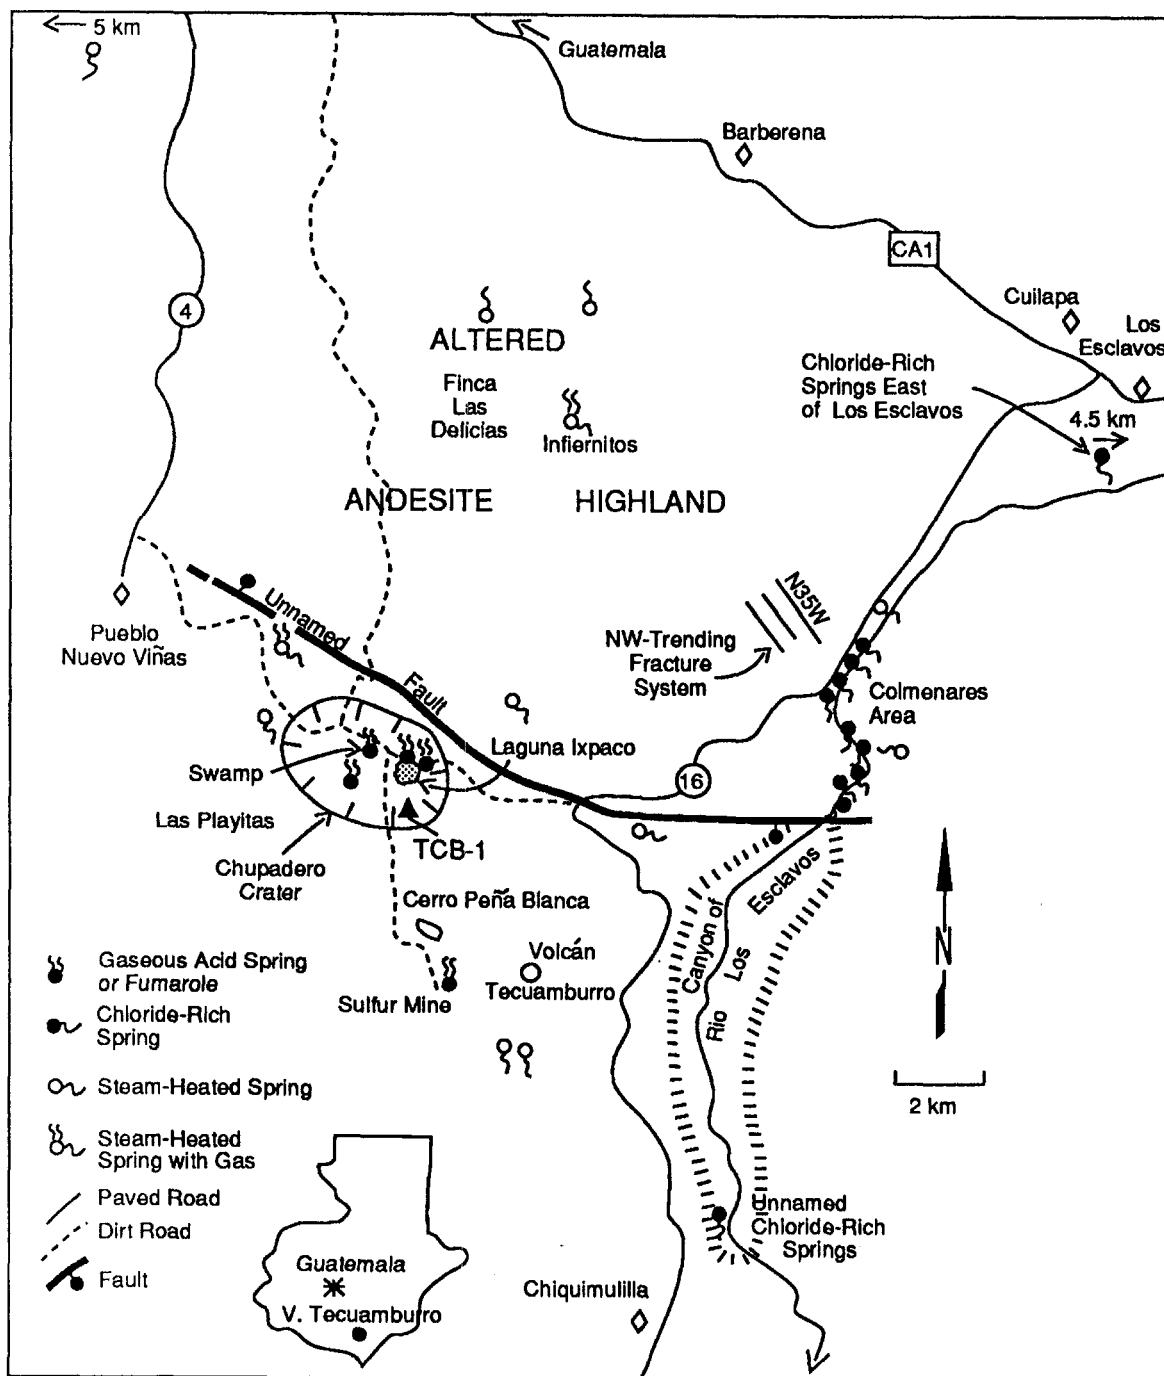 5 km
Guatemala
Barberena
CA1
4
Cuilapa
Los
Esclavos
Chloride-Rich
Springs East
of Los Esclavos
4.5 km
ALTERED
Finca
Las
Delicias
Infiernitos
ANDESITE HIGHLAND
N35W
Unnamed
Fault
Pueblo
Nuevo Viñas
NW-Trending
Fracture
System
Colmenares
Area
Laguna Ixpaco
Swamp
16
Las Playitas
TCB-1
Chupadero
Crater
Cerro Peña Blanca
Volcán
Tecuamburro
Sulfur Mine
Canyon of
Rio Los Esclavos
N
2 km
Gaseous Acid Spring
or Fumarole
Chloride-Rich
Spring
Steam-Heated Spring
Steam-Heated
Spring with Gas
Paved Road
Dirt Road
Fault
Guatemala
V. Tecuamburro
Unnamed
Chloride-Rich
Springs
Chiquimulilla